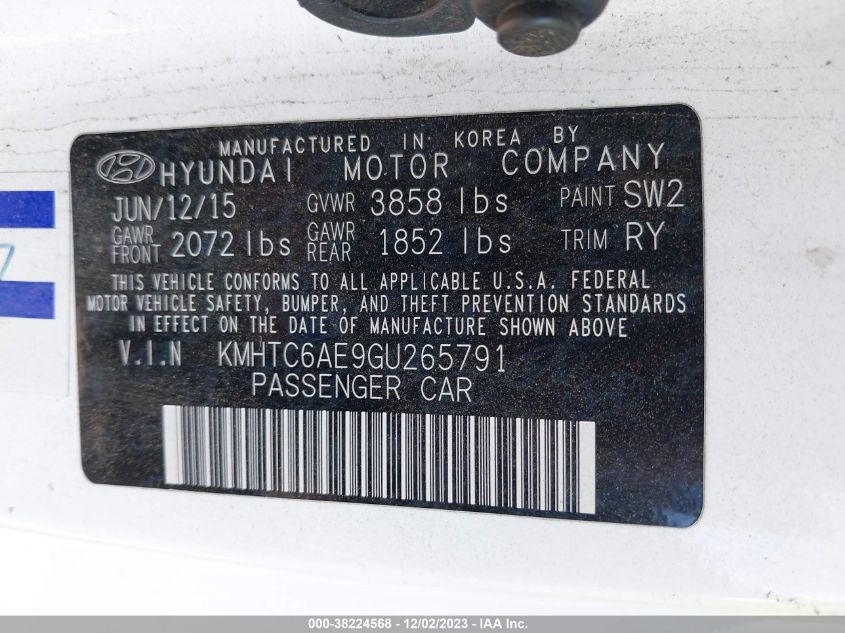 MANUFACTURED IN KOREA BY
HYUNDAI MOTOR COMPANY
JUN/12/15 GVWR 3858 lbs PAINT SW2
GAWR FRONT 2072 lbs GAWR REAR 1852 lbs TRIM RY
THIS VEHICLE CONFORMS TO ALL APPLICABLE U.S.A. FEDERAL
MOTOR VEHICLE SAFETY, BUMPER, AND THEFT PREVENTION STANDARDS
IN EFFECT ON THE DATE OF MANUFACTURE SHOWN ABOVE
V.I.N KMHTC6AE9GU265791
PASSENGER CAR
000-38224568 - 12/02/2023 - IAA Inc.